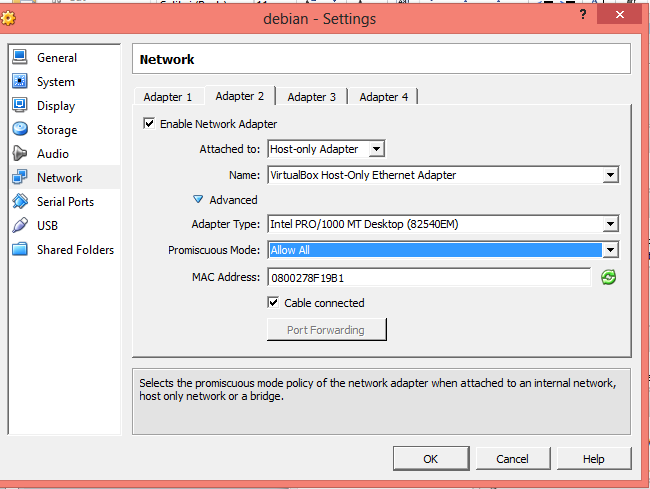 debian - Settings
?
General
System
Display
Storage
Audio
Network
Serial Ports
USB
Shared Folders
Network
Adapter 1 Adapter 2 Adapter 3 Adapter 4
Enable Network Adapter
Attached to: Host-only Adapter
Name: VirtualBox Host-Only Ethernet Adapter
Advanced
Adapter Type: Intel PRO/1000 MT Desktop (82540EM)
Promiscuous Mode: Allow All
MAC Address: 0800278F19B1
Cable connected
Port Forwarding
Selects the promiscuous mode policy of the network adapter when attached to an internal network,
host only network or a bridge.
OK Cancel Help